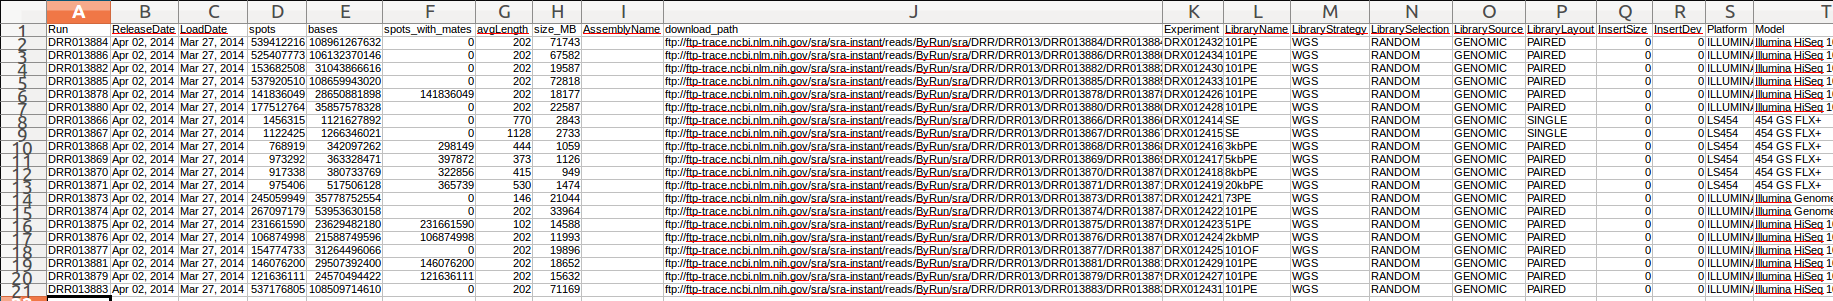 A B C D E F G H I J K L M N O P Q R S T
1 Run ReleaseDate LoadDate spots bases spots_with_mates avgLength size_MB AssemblyName download_path Experiment LibraryName LibraryStrategy LibrarySelection LibrarySource LibraryLayout InsertSize InsertDev Platform Model
2 DRR013884 Apr 02, 2014 Mar 27, 2014 539412216 108961267632 0 202 71743 ftp://ftp-trace.ncbi.nlm.nih.gov/sra/sra-instant/reads/ByRun/sra/DRR/DRR013/DRR013884/DRR01388 DRX012432 101PE WGS RANDOM GENOMIC PAIRED 0 0 ILLUMINA Illumina HiSeq 1
3 DRR013886 Apr 02, 2014 Mar 27, 2014 525407773 106132370146 0 202 67582 ftp://ftp-trace.ncbi.nlm.nih.gov/sra/sra-instant/reads/ByRun/sra/DRR/DRR013/DRR013886/DRR01388 DRX012434 101PE WGS RANDOM GENOMIC PAIRED 0 0 ILLUMINA Illumina HiSeq 1
4 DRR013882 Apr 02, 2014 Mar 27, 2014 153682508 31043866616 0 202 19587 ftp://ftp-trace.ncbi.nlm.nih.gov/sra/sra-instant/reads/ByRun/sra/DRR/DRR013/DRR013882/DRR01388 DRX012430 101PE WGS RANDOM GENOMIC PAIRED 0 0 ILLUMINA Illumina HiSeq 1
5 DRR013885 Apr 02, 2014 Mar 27, 2014 537920510 108659943020 0 202 72818 ftp://ftp-trace.ncbi.nlm.nih.gov/sra/sra-instant/reads/ByRun/sra/DRR/DRR013/DRR013885/DRR01388 DRX012433 101PE WGS RANDOM GENOMIC PAIRED 0 0 ILLUMINA Illumina HiSeq 1
6 DRR013878 Apr 02, 2014 Mar 27, 2014 141836049 28650881898 141836049 202 18177 ftp://ftp-trace.ncbi.nlm.nih.gov/sra/sra-instant/reads/ByRun/sra/DRR/DRR013/DRR013878/DRR01387 DRX012426 101PE WGS RANDOM GENOMIC PAIRED 0 0 ILLUMINA Illumina HiSeq 1
7 DRR013880 Apr 02, 2014 Mar 27, 2014 177512764 35857578328 0 202 22587 ftp://ftp-trace.ncbi.nlm.nih.gov/sra/sra-instant/reads/ByRun/sra/DRR/DRR013/DRR013880/DRR01388 DRX012428 101PE WGS RANDOM GENOMIC PAIRED 0 0 ILLUMINA Illumina HiSeq 1
8 DRR013866 Apr 02, 2014 Mar 27, 2014 1456315 1121627892 0 770 2843 ftp://ftp-trace.ncbi.nlm.nih.gov/sra/sra-instant/reads/ByRun/sra/DRR/DRR013/DRR013866/DRR01386 DRX012414 SE WGS RANDOM GENOMIC SINGLE 0 0 LS454 454 GS FLX+
9 DRR013867 Apr 02, 2014 Mar 27, 2014 1122425 1266346021 0 1128 2733 ftp://ftp-trace.ncbi.nlm.nih.gov/sra/sra-instant/reads/ByRun/sra/DRR/DRR013/DRR013867/DRR01386 DRX012415 SE WGS RANDOM GENOMIC SINGLE 0 0 LS454 454 GS FLX+
10 DRR013868 Apr 02, 2014 Mar 27, 2014 768919 342097262 298149 444 1059 ftp://ftp-trace.ncbi.nlm.nih.gov/sra/sra-instant/reads/ByRun/sra/DRR/DRR013/DRR013868/DRR01386 DRX012416 3kbPE WGS RANDOM GENOMIC PAIRED 0 0 LS454 454 GS FLX+
11 DRR013869 Apr 02, 2014 Mar 27, 2014 973292 363328471 397872 373 1126 ftp://ftp-trace.ncbi.nlm.nih.gov/sra/sra-instant/reads/ByRun/sra/DRR/DRR013/DRR013869/DRR01386 DRX012417 5kbPE WGS RANDOM GENOMIC PAIRED 0 0 LS454 454 GS FLX+
12 DRR013870 Apr 02, 2014 Mar 27, 2014 917338 380733769 322856 415 949 ftp://ftp-trace.ncbi.nlm.nih.gov/sra/sra-instant/reads/ByRun/sra/DRR/DRR013/DRR013870/DRR01387 DRX012418 8kbPE WGS RANDOM GENOMIC PAIRED 0 0 LS454 454 GS FLX+
13 DRR013871 Apr 02, 2014 Mar 27, 2014 975406 517506128 365739 530 1474 ftp://ftp-trace.ncbi.nlm.nih.gov/sra/sra-instant/reads/ByRun/sra/DRR/DRR013/DRR013871/DRR01387 DRX012419 20kbPE WGS RANDOM GENOMIC PAIRED 0 0 LS454 454 GS FLX+
14 DRR013873 Apr 02, 2014 Mar 27, 2014 245059949 35778752554 0 146 21044 ftp://ftp-trace.ncbi.nlm.nih.gov/sra/sra-instant/reads/ByRun/sra/DRR/DRR013/DRR013873/DRR01387 DRX012421 73PE WGS RANDOM GENOMIC PAIRED 0 0 ILLUMINA Illumina Genome
15 DRR013874 Apr 02, 2014 Mar 27, 2014 267097179 53953630158 0 202 33964 ftp://ftp-trace.ncbi.nlm.nih.gov/sra/sra-instant/reads/ByRun/sra/DRR/DRR013/DRR013874/DRR01387 DRX012422 101PE WGS RANDOM GENOMIC PAIRED 0 0 ILLUMINA Illumina Genome
16 DRR013875 Apr 02, 2014 Mar 27, 2014 231661590 23629482180 231661590 102 14588 ftp://ftp-trace.ncbi.nlm.nih.gov/sra/sra-instant/reads/ByRun/sra/DRR/DRR013/DRR013875/DRR01387 DRX012423 51PE WGS RANDOM GENOMIC PAIRED 0 0 ILLUMINA Illumina HiSeq 1
17 DRR013876 Apr 02, 2014 Mar 27, 2014 106874998 21588749596 106874998 202 11993 ftp://ftp-trace.ncbi.nlm.nih.gov/sra/sra-instant/reads/ByRun/sra/DRR/DRR013/DRR013876/DRR01387 DRX012424 2kbMP WGS RANDOM GENOMIC PAIRED 0 0 ILLUMINA Illumina HiSeq 1
18 DRR013877 Apr 02, 2014 Mar 27, 2014 154774733 31264496066 0 202 19896 ftp://ftp-trace.ncbi.nlm.nih.gov/sra/sra-instant/reads/ByRun/sra/DRR/DRR013/DRR013877/DRR01387 DRX012425 101OF WGS RANDOM GENOMIC PAIRED 0 0 ILLUMINA Illumina HiSeq 1
19 DRR013881 Apr 02, 2014 Mar 27, 2014 146076200 29507392400 146076200 202 18652 ftp://ftp-trace.ncbi.nlm.nih.gov/sra/sra-instant/reads/ByRun/sra/DRR/DRR013/DRR013881/DRR01388 DRX012429 101PE WGS RANDOM GENOMIC PAIRED 0 0 ILLUMINA Illumina HiSeq 1
20 DRR013879 Apr 02, 2014 Mar 27, 2014 121636111 24570494422 121636111 202 15632 ftp://ftp-trace.ncbi.nlm.nih.gov/sra/sra-instant/reads/ByRun/sra/DRR/DRR013/DRR013879/DRR01387 DRX012427 101PE WGS RANDOM GENOMIC PAIRED 0 0 ILLUMINA Illumina HiSeq 1
21 DRR013883 Apr 02, 2014 Mar 27, 2014 537176805 108509714610 0 202 71169 ftp://ftp-trace.ncbi.nlm.nih.gov/sra/sra-instant/reads/ByRun/sra/DRR/DRR013/DRR013883/DRR01388 DRX012431 101PE WGS RANDOM GENOMIC PAIRED 0 0 ILLUMINA Illumina HiSeq 1